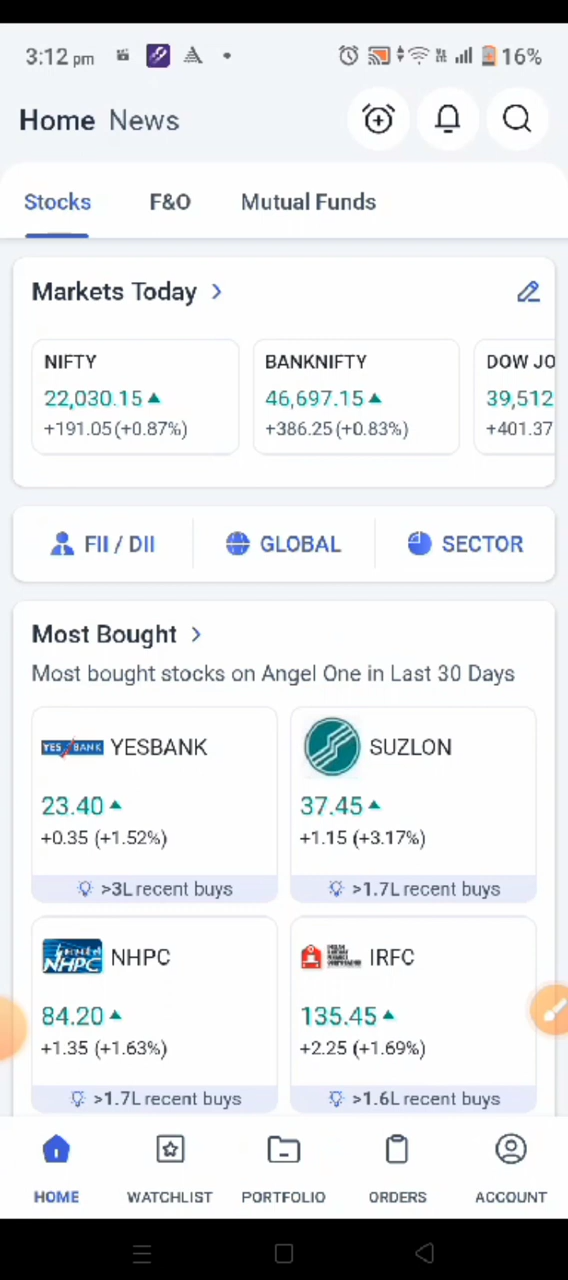 3:12 pm 16%
Home News
Stocks F&O Mutual Funds
Markets Today
NIFTY BANKNIFTY DOW JO
22,030.15 46,697.15 39,512
+191.05(+0.87%) +386.25(+0.83%) +401.37
FII / DII GLOBAL SECTOR
Most Bought
Most bought stocks on Angel One in Last 30 Days
YES BANK YESBANK SUZLON
23.40 37.45
+0.35 (+1.52%) +1.15 (+3.17%)
>3L recent buys >1.7L recent buys
NHPC NHPC IRFC
84.20 135.45
+1.35 (+1.63%) +2.25 (+1.69%)
>1.7L recent buys >1.6L recent buys
HOME WATCHLIST PORTFOLIO ORDERS ACCOUNT